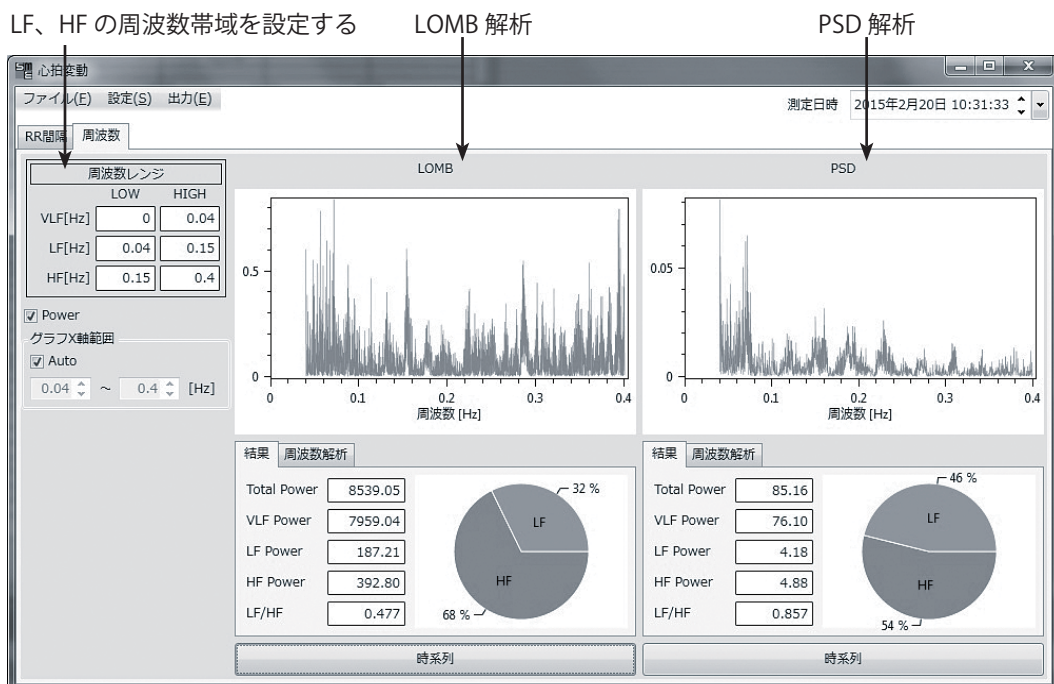 LF、HF の周波数帯域を設定する
LOMB 解析
PSD 解析
心拍変動
ファイル(F) 設定(S) 出力(E)
測定日時 2015年2月20日 10:31:33
RR間隔 周波数
周波数レンジ
LOW HIGH
VLF[Hz] 0 0.04
LF[Hz] 0.04 0.15
HF[Hz] 0.15 0.4
Power
グラフX軸範囲
Auto
0.04 ~ 0.4 [Hz]
LOMB
0.5
0
0 0.1 0.2 0.3 0.4
周波数 [Hz]
結果 周波数解析
Total Power 8539.05
VLF Power 7959.04
LF Power 187.21
HF Power 392.80
LF/HF 0.477
32 %
LF
HF
68 %
時系列
PSD
0.05
0
0 0.1 0.2 0.3 0.4
周波数 [Hz]
結果 周波数解析
Total Power 85.16
VLF Power 76.10
LF Power 4.18
HF Power 4.88
LF/HF 0.857
46 %
LF
HF
54 %
時系列